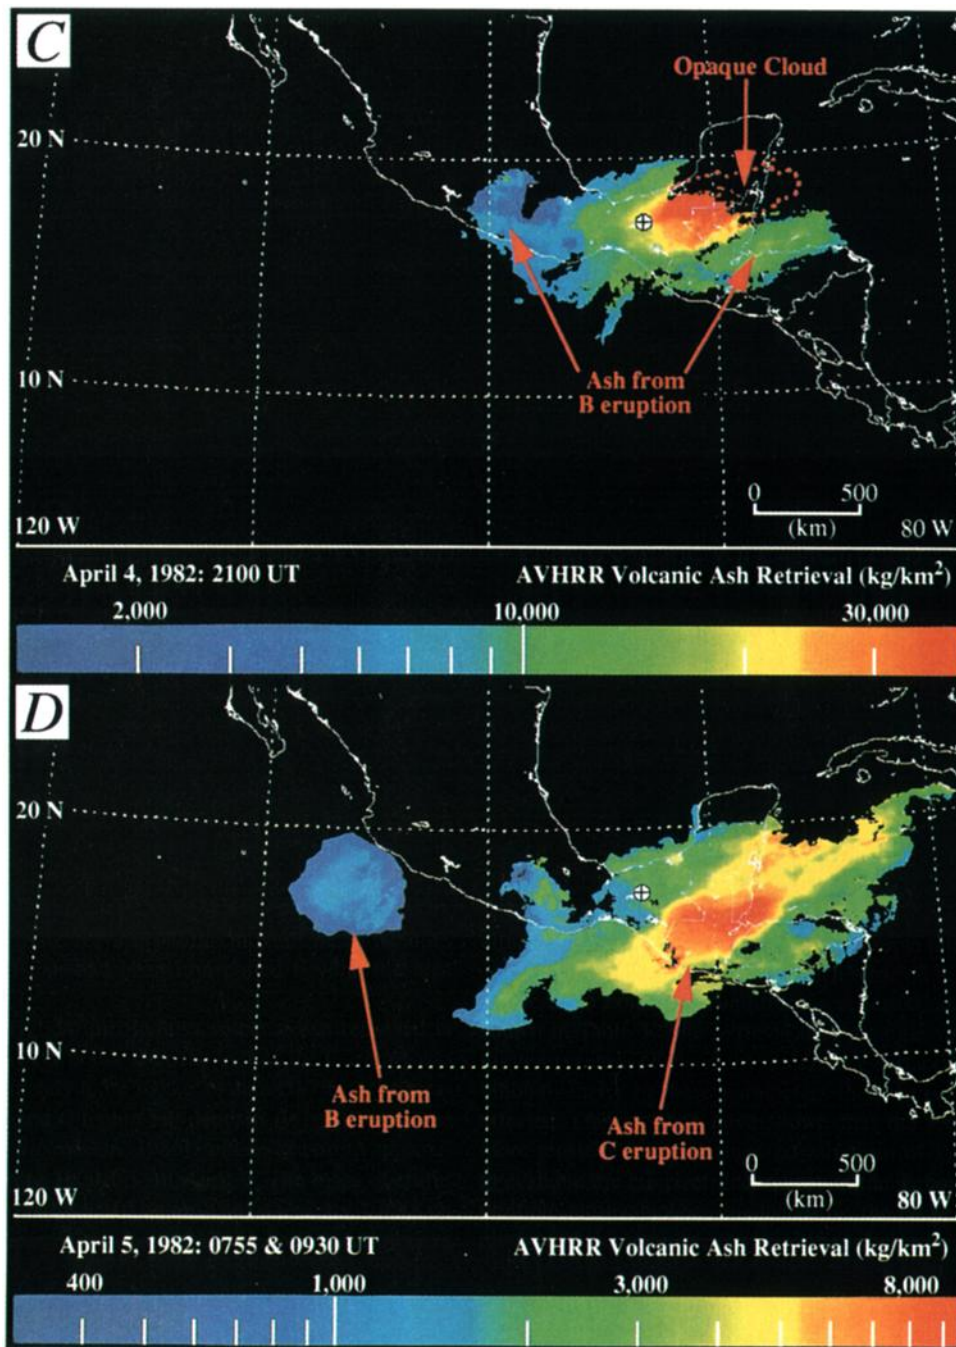 C
Opaque Cloud
20 N
10 N
Ash from
B eruption
0 500
(km)
120 W 80 W
April 4, 1982: 2100 UT AVHRR Volcanic Ash Retrieval (kg/km²)
2,000 10,000 30,000
D
20 N
10 N
Ash from
B eruption
Ash from
C eruption
0 500
(km)
120 W 80 W
April 5, 1982: 0755 & 0930 UT AVHRR Volcanic Ash Retrieval (kg/km²)
400 1,000 3,000 8,000